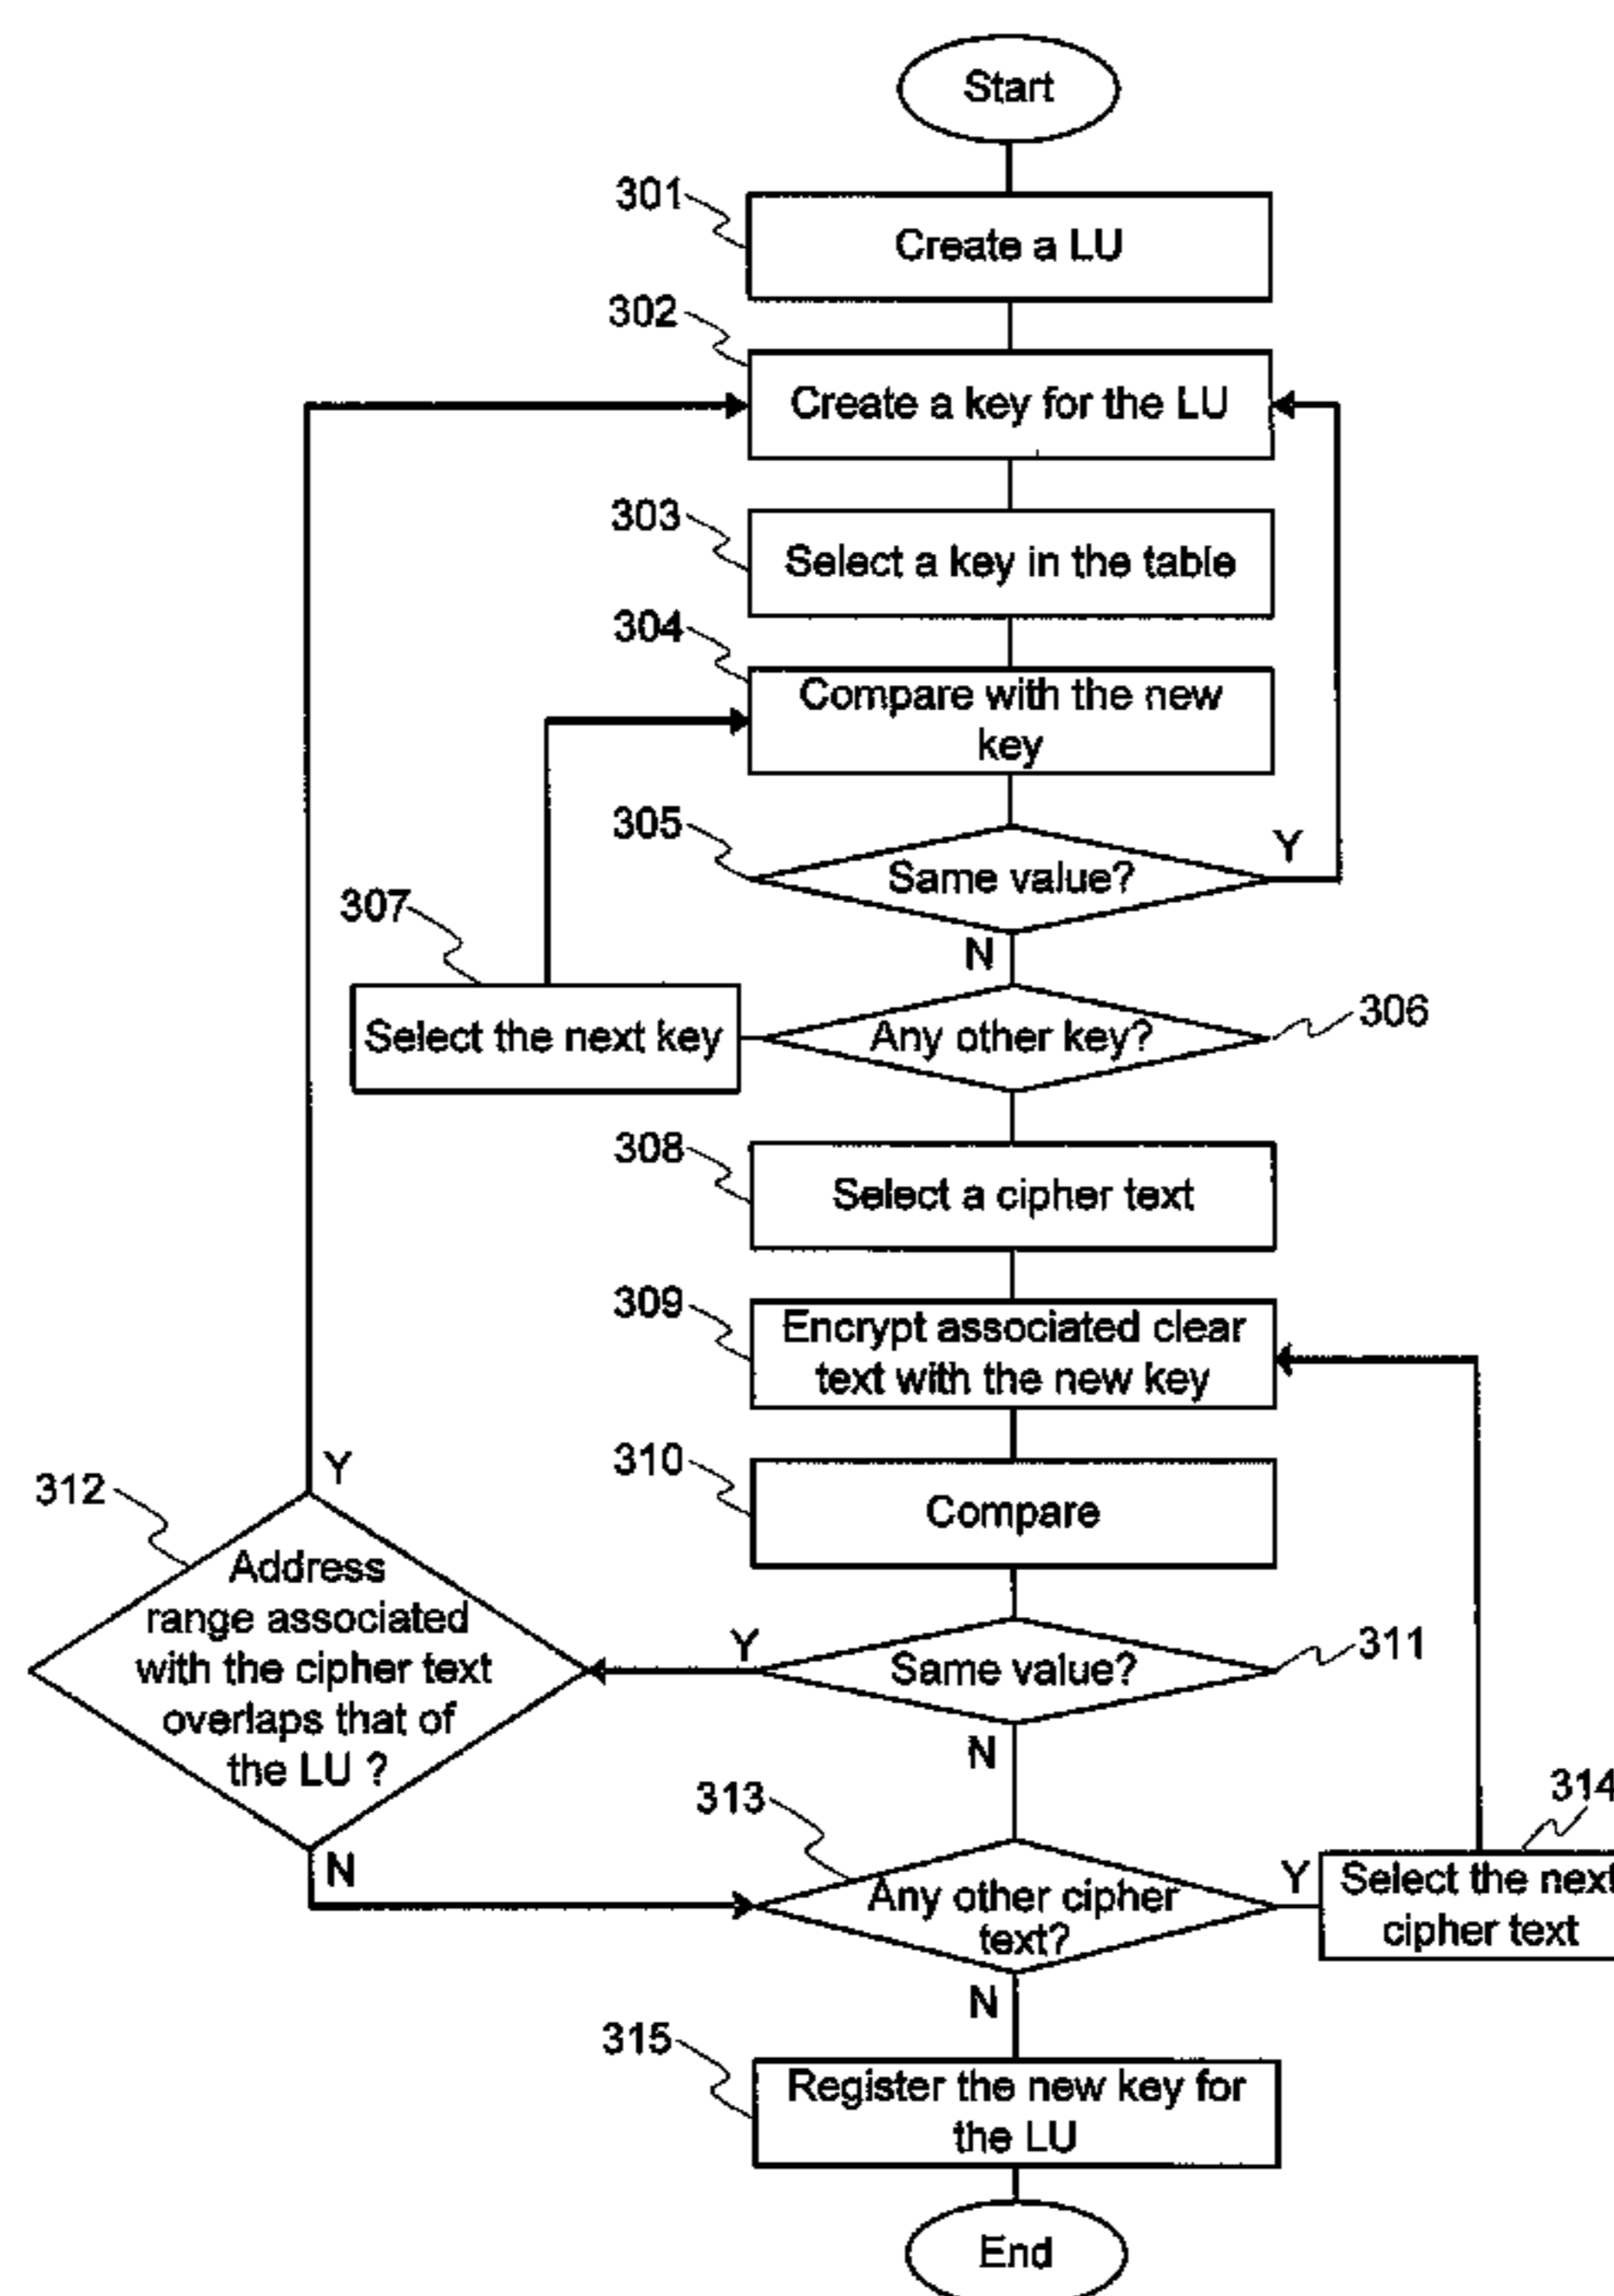 Start
301
Create a LU
302
Create a key for the LU
303
Select a key in the table
304
Compare with the new
key
305
Same value?
Y
N
307
Select the next key
Any other key?
306
308
Select a cipher text
309
Encrypt associated clear
text with the new key
310
Compare
312
Y
Address
range associated
with the cipher text
overlaps that of
the LU ?
N
Y
Same value?
311
N
313
Any other cipher
text?
Y
314
Select the next
cipher text
N
315
Register the new key for
the LU
End